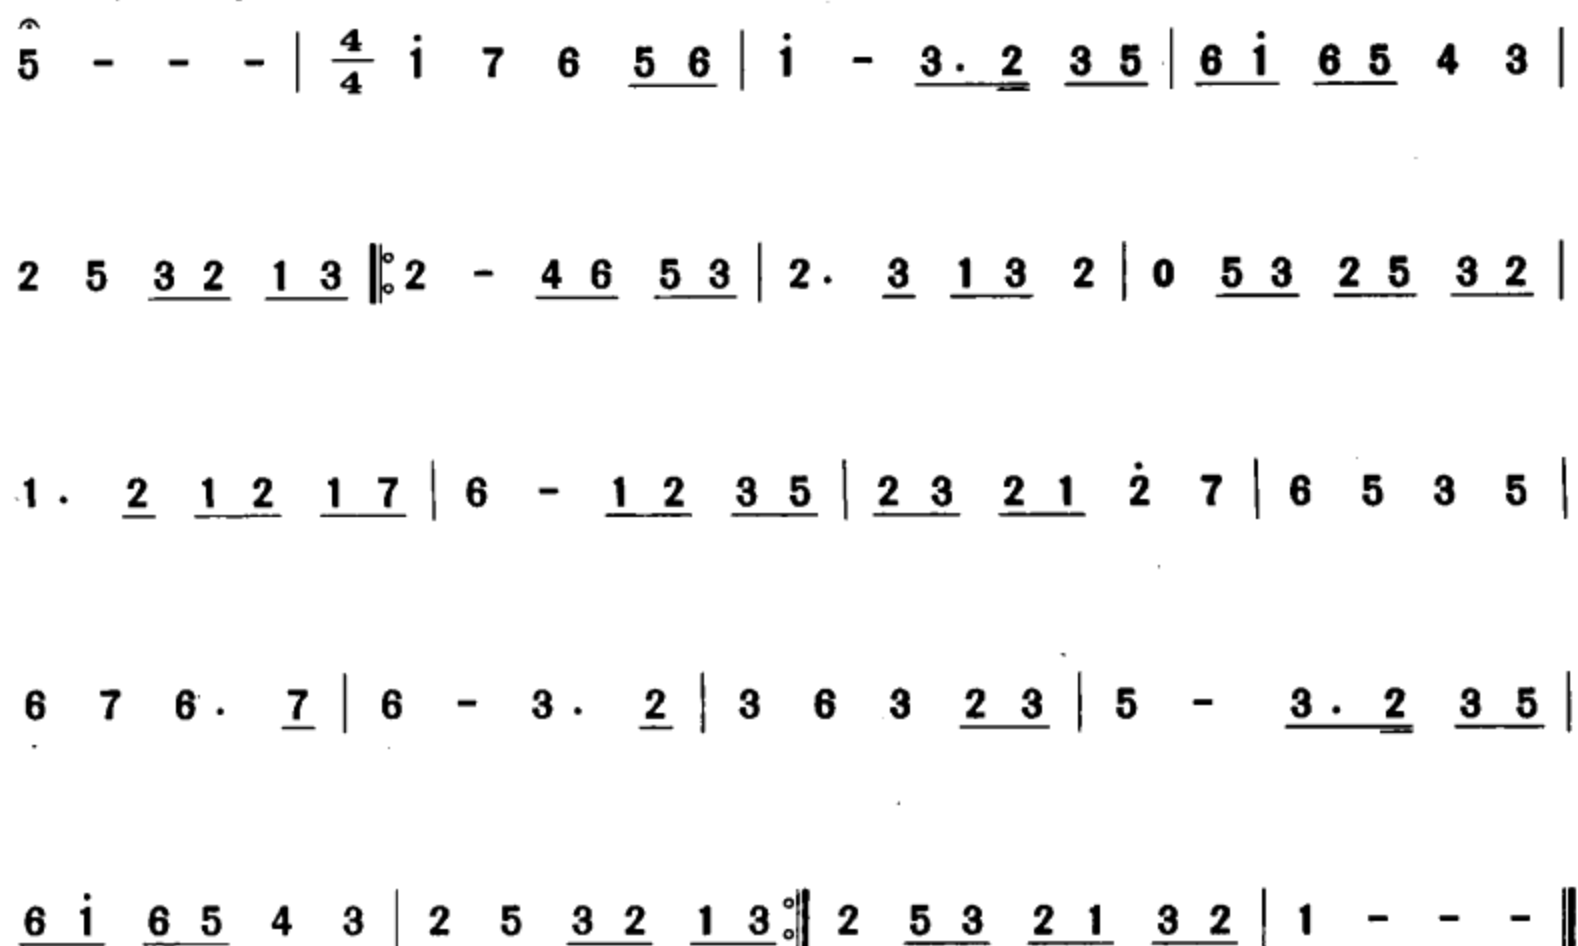 5 - - - | 4/4 i 7 6 5 6 | i - 3. 2 3 5 | 6 i 6 5 4 3 |
2 5 3 2 1 3 ‖: 2 - 4 6 5 3 | 2. 3 1 3 2 | 0 5 3 2 5 3 2 |
1. 2 1 2 1 7 | 6 - 1 2 3 5 | 2 3 2 1 2̇ 7 | 6 5 3 5 |
6 7 6. 7 | 6 - 3. 2 | 3 6 3 2 3 | 5 - 3. 2 3 5 |
6 i 6 5 4 3 | 2 5 3 2 1 3 :‖ 2 5 3 2 1 3 2 | 1 - - - ‖